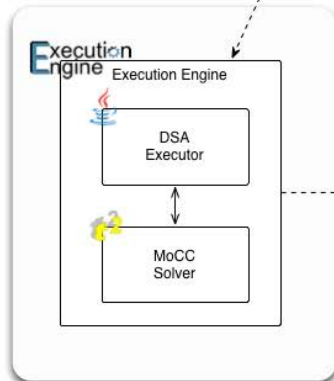 Execution
Engine
Execution Engine
DSA
Executor
MoCC
Solver